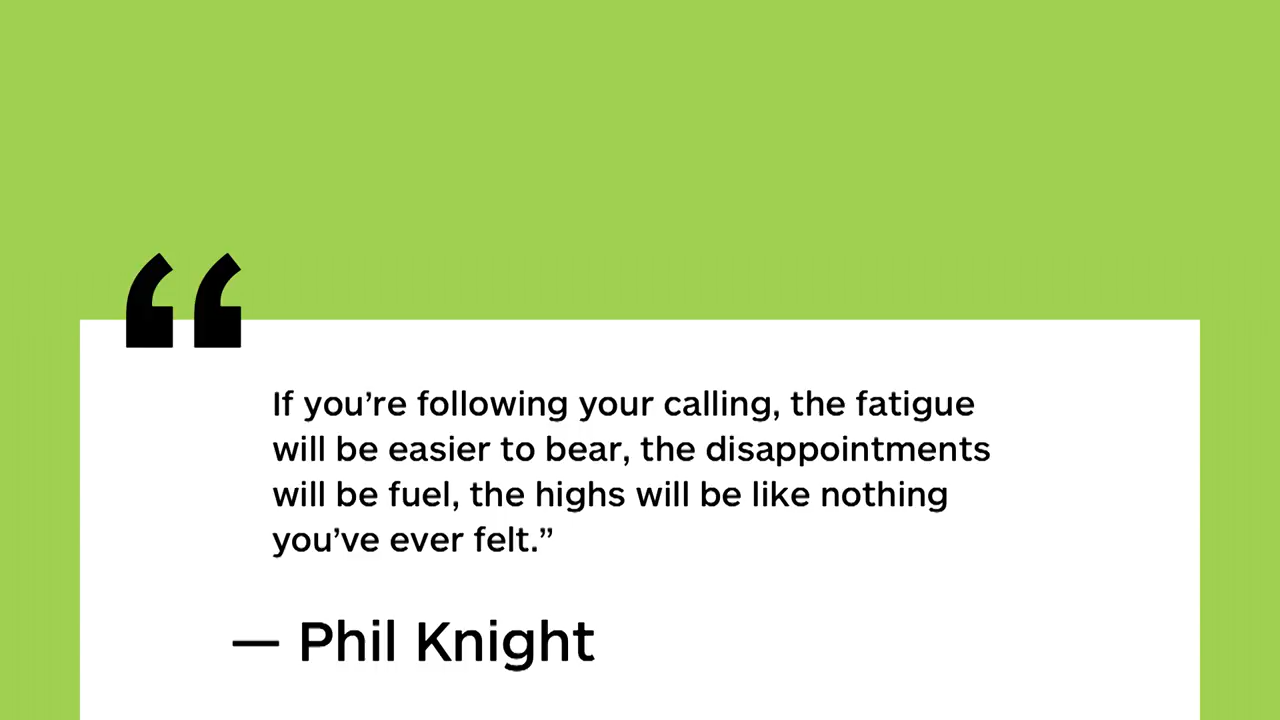 “
If you’re following your calling, the fatigue
will be easier to bear, the disappointments
will be fuel, the highs will be like nothing
you’ve ever felt.”
— Phil Knight